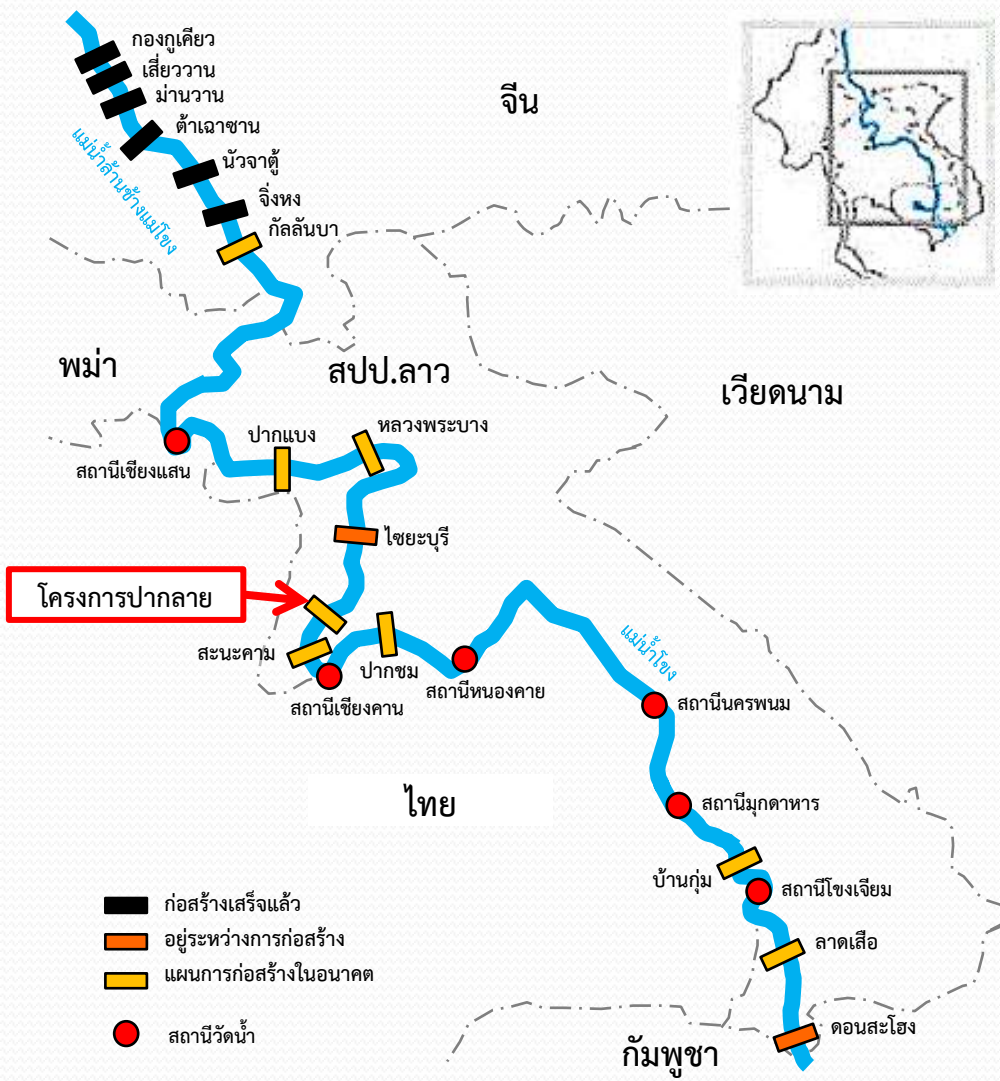 กองกูเคียว
เสี่ยววาน
ม่านวาน
ต้าเฉาซาน
แม่น้ำล้านช้างแม่โขง
นัวจาตู้
จิ่งหง
กัลลันบา
จีน
พม่า
สปป.ลาว
เวียดนาม
หลวงพระบาง
ปากแบง
สถานีเชียงแสน
ไซยะบุรี
โครงการปากลาย
สะนะคาม
ปากชม
แม่น้ำโขง
สถานีหนองคาย
สถานีเชียงคาน
สถานีนครพนม
ไทย
สถานีมุกดาหาร
บ้านกุ่ม
สถานีโขงเจียม
ก่อสร้างเสร็จแล้ว
อยู่ระหว่างการก่อสร้าง
แผนการก่อสร้างในอนาคต
สถานีวัดน้ำ
ลาดเสือ
ดอนสะโฮง
กัมพูชา